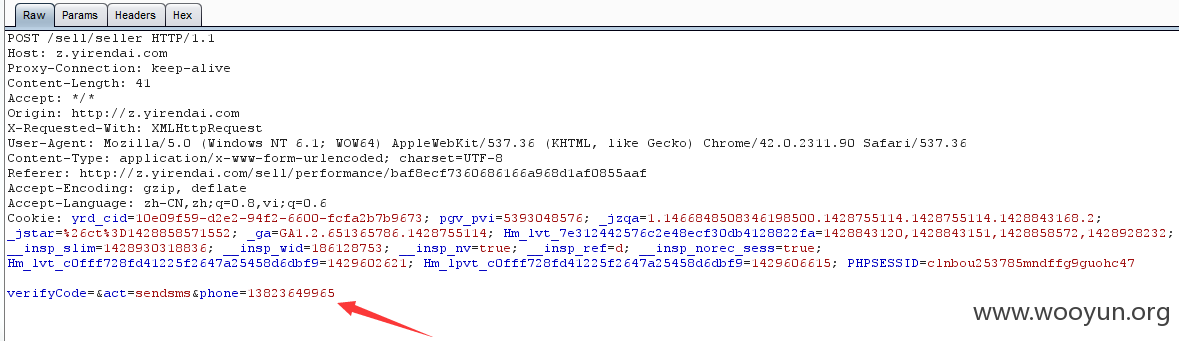 Raw Params Headers Hex
POST /sell/seller HTTP/1.1
Host: z.yirendai.com
Proxy-Connection: keep-alive
Content-Length: 41
Accept: */*
Origin: http://z.yirendai.com
X-Requested-With: XMLHttpRequest
User-Agent: Mozilla/5.0 (Windows NT 6.1; WOW64) AppleWebKit/537.36 (KHTML, like Gecko) Chrome/42.0.2311.90 Safari/537.36
Content-Type: application/x-www-form-urlencoded; charset=UTF-8
Referer: http://z.yirendai.com/sell/performance/baf8ecf7360686166a968d1af0855aaf
Accept-Encoding: gzip, deflate
Accept-Language: zh-CN,zh;q=0.8,vi;q=0.6
Cookie: yrd_cid=10e09f59-d2e2-94f2-6600-fcfa2b7b9673; pgv_pvi=5393048576; _jzqa=1.1466848508346198500.1428755114.1428755114.1428843168.2;
_jstar=%26ct%3D1428858571552; _ga=GA1.2.651365786.1428755114; Hm_lvt_7e312442576c2e48ecf30db4128822fa=1428843120,1428843151,1428858572,1428928232;
__insp_slim=1428930318836; __insp_wid=186128753; __insp_nv=true; __insp_ref=d; __insp_norec_sess=true;
Hm_lvt_c0fff728fd41225f2647a25458d6dbf9=1429602621; Hm_lpvt_c0fff728fd41225f2647a25458d6dbf9=1429606615; PHPSESSID=clnbou253785mndffg9guohc47
verifyCode=&act=sendsms&phone=13823649965
www.wooyun.org